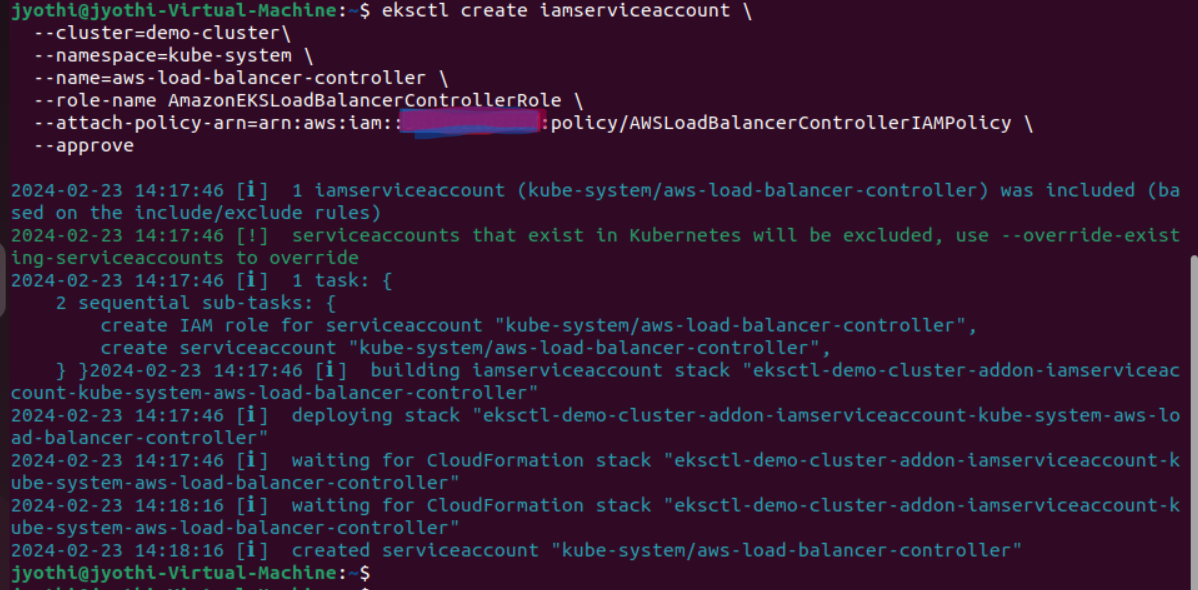 jyothi@jyothi-Virtual-Machine:~$ eksctl create iamserviceaccount \
  --cluster=demo-cluster\
  --namespace=kube-system \
  --name=aws-load-balancer-controller \
  --role-name AmazonEKSLoadBalancerControllerRole \
  --attach-policy-arn=arn:aws:iam:: :policy/AWSLoadBalancerControllerIAMPolicy \
  --approve
2024-02-23 14:17:46 [ℹ]  1 iamserviceaccount (kube-system/aws-load-balancer-controller) was included (ba
sed on the include/exclude rules)
2024-02-23 14:17:46 [!]  serviceaccounts that exist in Kubernetes will be excluded, use --override-exist
ing-serviceaccounts to override
2024-02-23 14:17:46 [ℹ]  1 task: {
    2 sequential sub-tasks: {
        create IAM role for serviceaccount "kube-system/aws-load-balancer-controller",
        create serviceaccount "kube-system/aws-load-balancer-controller",
    } }2024-02-23 14:17:46 [ℹ]  building iamserviceaccount stack "eksctl-demo-cluster-addon-iamserviceac
count-kube-system-aws-load-balancer-controller"
2024-02-23 14:17:46 [ℹ]  deploying stack "eksctl-demo-cluster-addon-iamserviceaccount-kube-system-aws-lo
ad-balancer-controller"
2024-02-23 14:17:46 [ℹ]  waiting for CloudFormation stack "eksctl-demo-cluster-addon-iamserviceaccount-k
ube-system-aws-load-balancer-controller"
2024-02-23 14:18:16 [ℹ]  waiting for CloudFormation stack "eksctl-demo-cluster-addon-iamserviceaccount-k
ube-system-aws-load-balancer-controller"
2024-02-23 14:18:16 [ℹ]  created serviceaccount "kube-system/aws-load-balancer-controller"
jyothi@jyothi-Virtual-Machine:~$